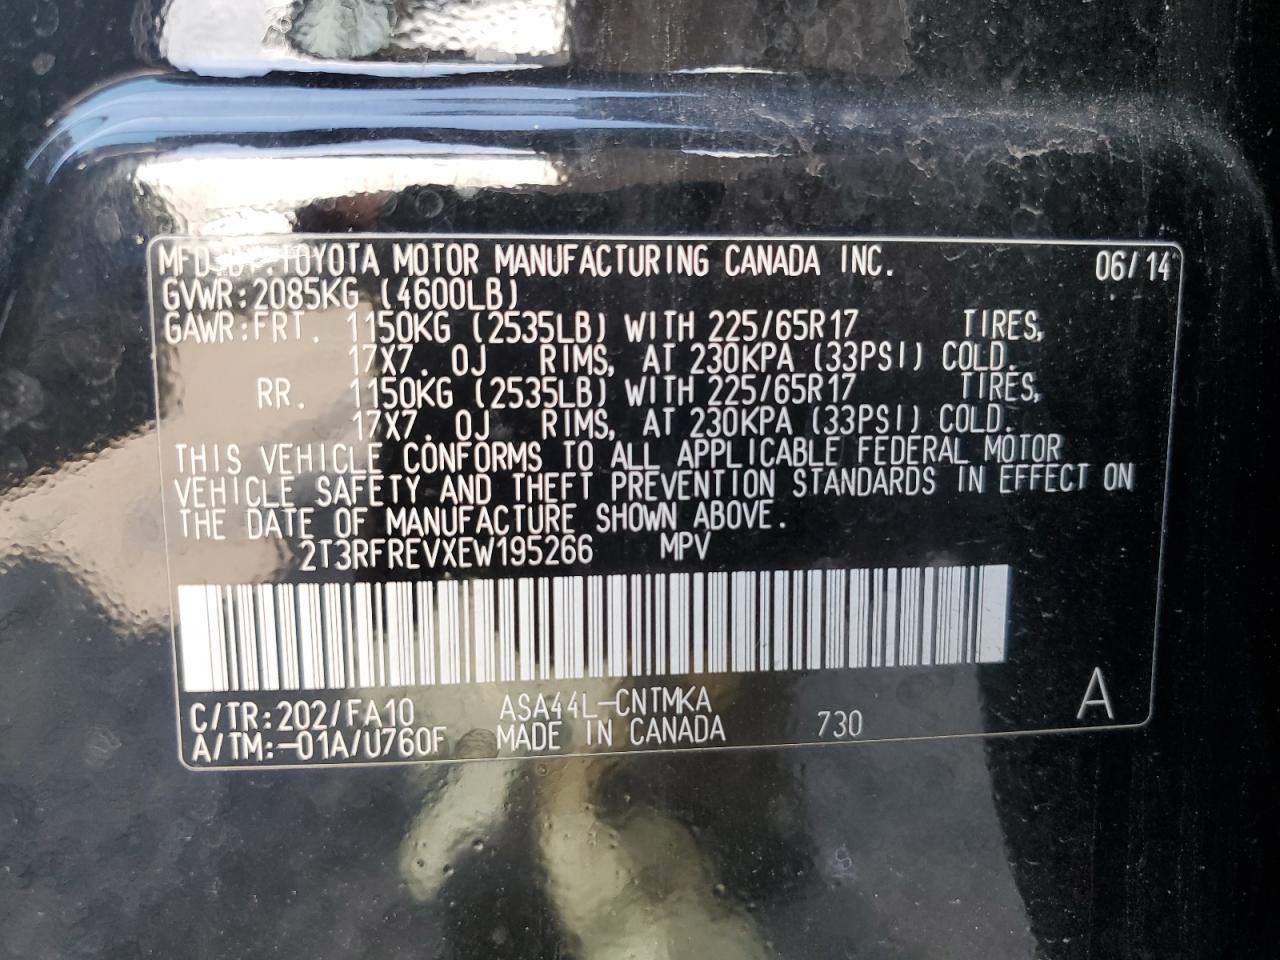 MFD.BY:TOYOTA MOTOR MANUFACTURING CANADA INC. 06/14
GVWR:2085KG (4600LB)
GAWR:FRT. 1150KG (2535LB) WITH 225/65R17 TIRES,
17X7.0J RIMS, AT 230KPA (33PSI) COLD.
RR. 1150KG (2535LB) WITH 225/65R17 TIRES,
17X7.0J RIMS, AT 230KPA (33PSI) COLD.
THIS VEHICLE CONFORMS TO ALL APPLICABLE FEDERAL MOTOR
VEHICLE SAFETY AND THEFT PREVENTION STANDARDS IN EFFECT ON
THE DATE OF MANUFACTURE SHOWN ABOVE.
2T3RFREVXEW195266 MPV
C/TR:202/FA10 ASA44L-CNTMKA
A/TM:-01A/U760F MADE IN CANADA 730 A